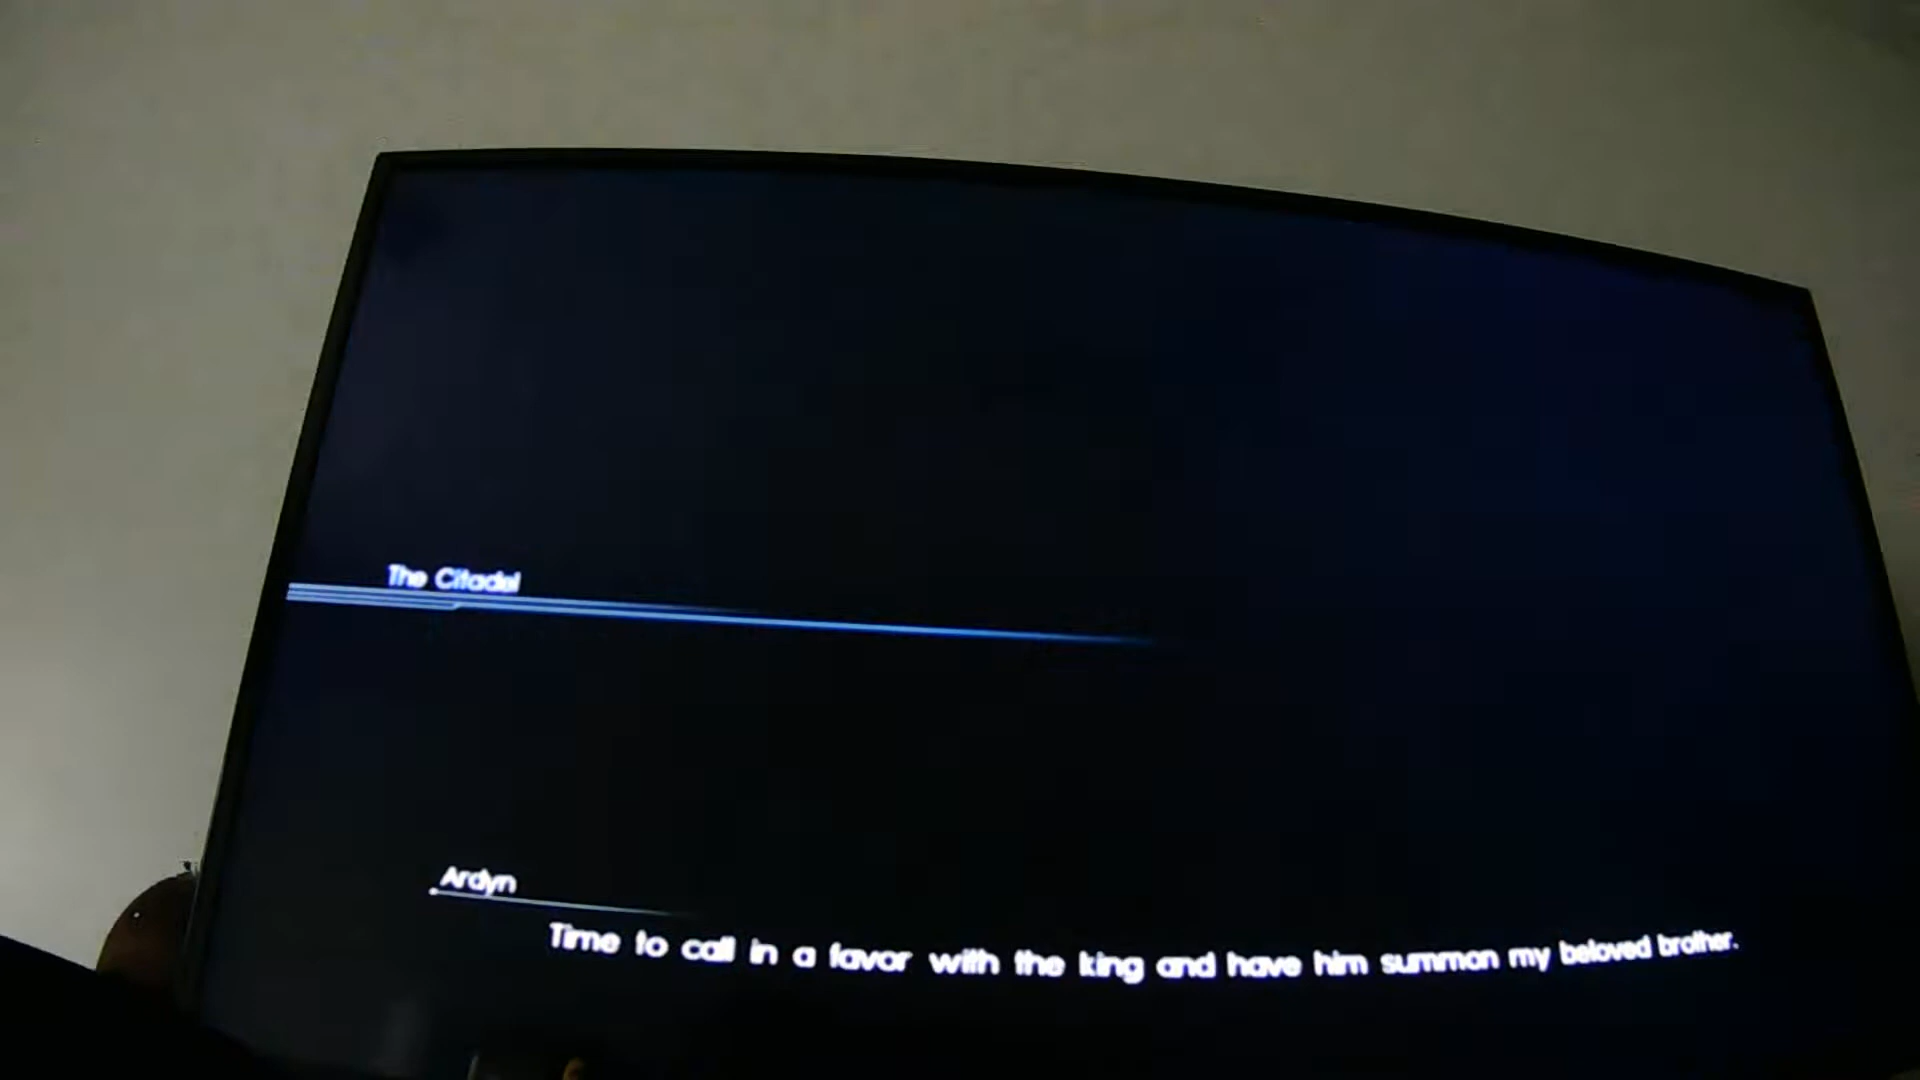 The Citadel
Ardyn
Time to call in a favor with the king and have him summon my beloved brother.